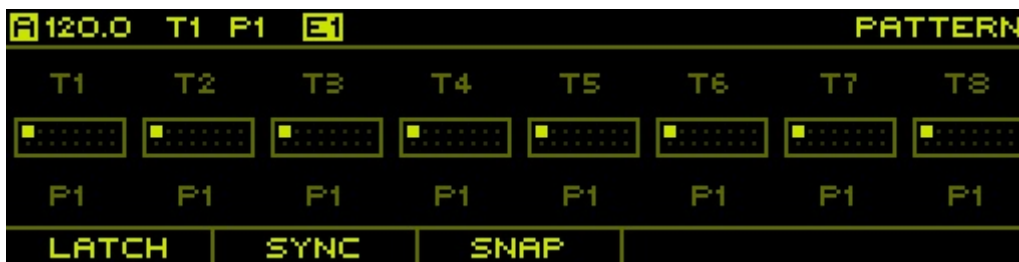 A 120.0 T1 P1 E1 PATTERN
T1 T2 T3 T4 T5 T6 T7 T8
P1 P1 P1 P1 P1 P1 P1 P1
LATCH SYNC SNAP